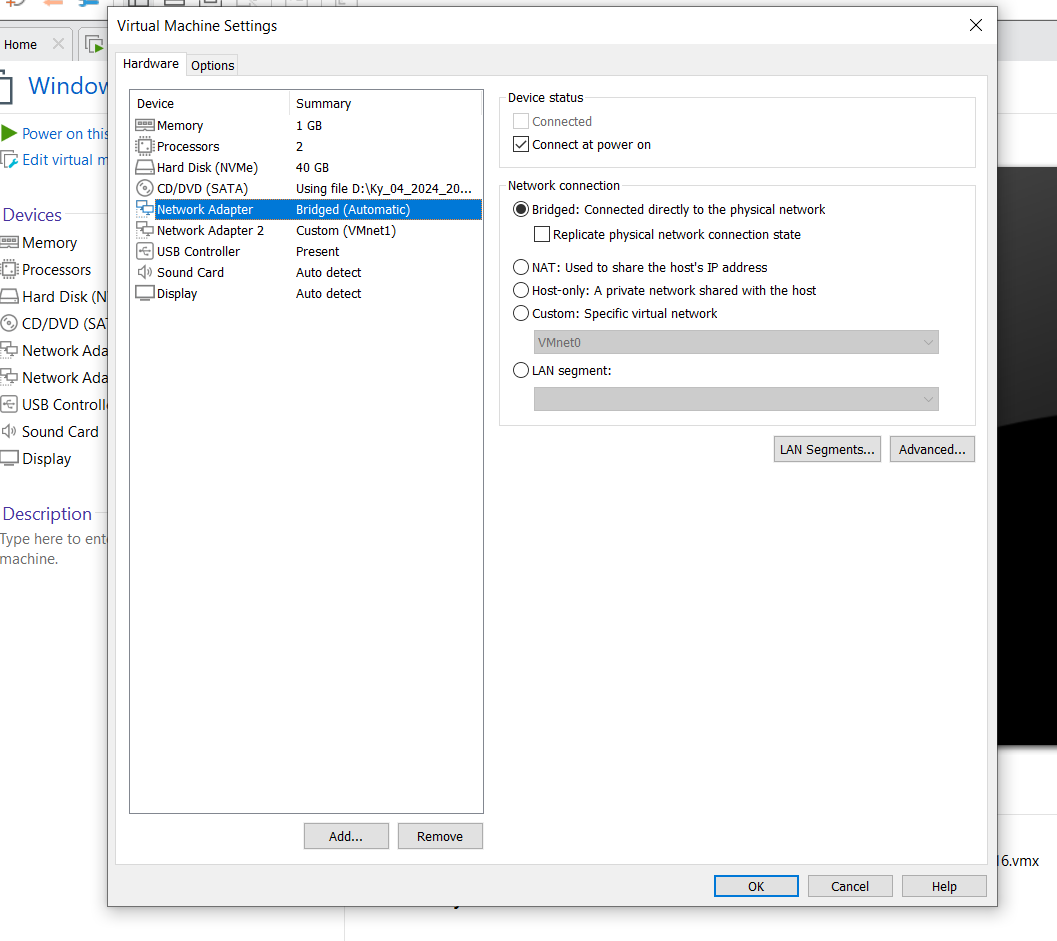 Virtual Machine Settings
Home
Hardware
Options
Windov
Power on this
Edit virtual m
Devices
Memory
Processors
Hard Disk (N
CD/DVD (SAT
Network Ada
Network Ada
USB Controlle
Sound Card
Display
Description
Type here to ente
machine.
Device Summary
Memory 1 GB
Processors 2
Hard Disk (NVMe) 40 GB
CD/DVD (SATA) Using file D:\Ky_04_2024_20...
Network Adapter Bridged (Automatic)
Network Adapter 2 Custom (VMnet1)
USB Controller Present
Sound Card Auto detect
Display Auto detect
Add...
Remove
Device status
Connected
Connect at power on
Network connection
Bridged: Connected directly to the physical network
Replicate physical network connection state
NAT: Used to share the host's IP address
Host-only: A private network shared with the host
Custom: Specific virtual network
VMnet0
LAN segment:
LAN Segments...
Advanced...
OK
Cancel
Help
16.vmx